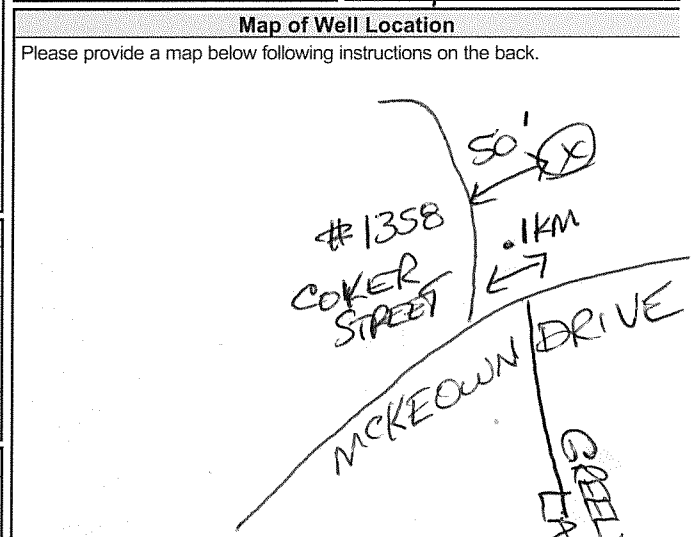 Map of Well Location
Please provide a map below following instructions on the back.
50'
X
#1358
.1KM
COKER
STREET
MCKEOWN DRIVE